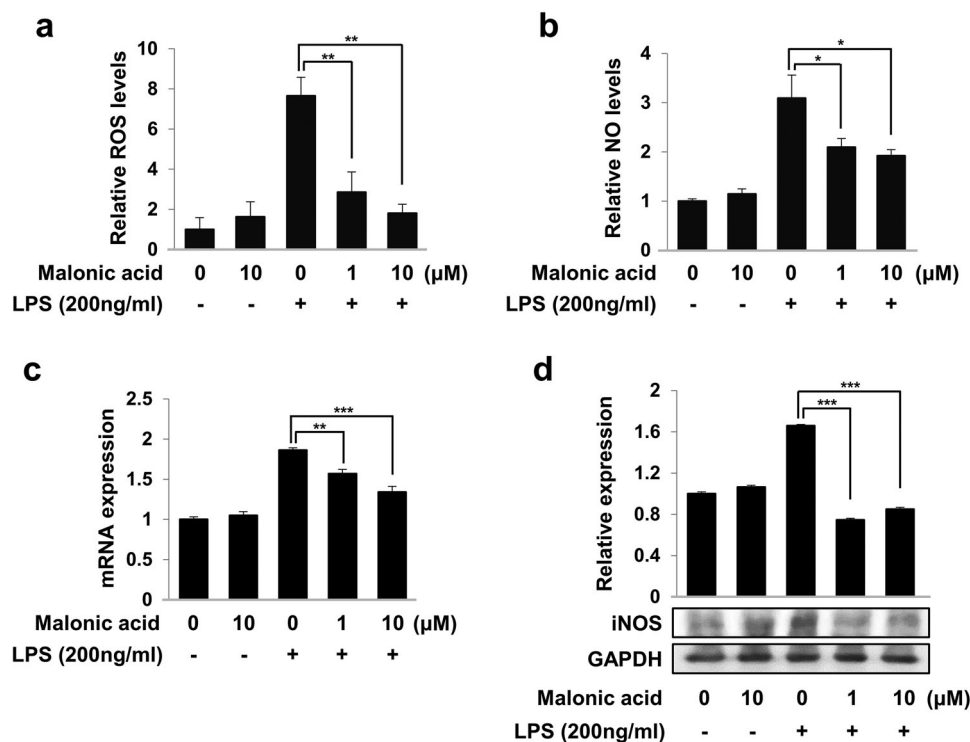 a
Relative ROS levels
10
8
6
4
2
0
**
**
Malonic acid 0 10 0 1 10 (μM)
LPS (200ng/ml) - - + + +
b
Relative NO levels
4
3
2
1
0
*
*
Malonic acid 0 10 0 1 10 (μM)
LPS (200ng/ml) - - + + +
c
mRNA expression
2.5
2
1.5
1
0.5
0
***
**
Malonic acid 0 10 0 1 10 (μM)
LPS (200ng/ml) - - + + +
d
Relative expression
2
1.6
1.2
0.8
0.4
0
***
***
iNOS
GAPDH
Malonic acid 0 10 0 1 10 (μM)
LPS (200ng/ml) - - + + +